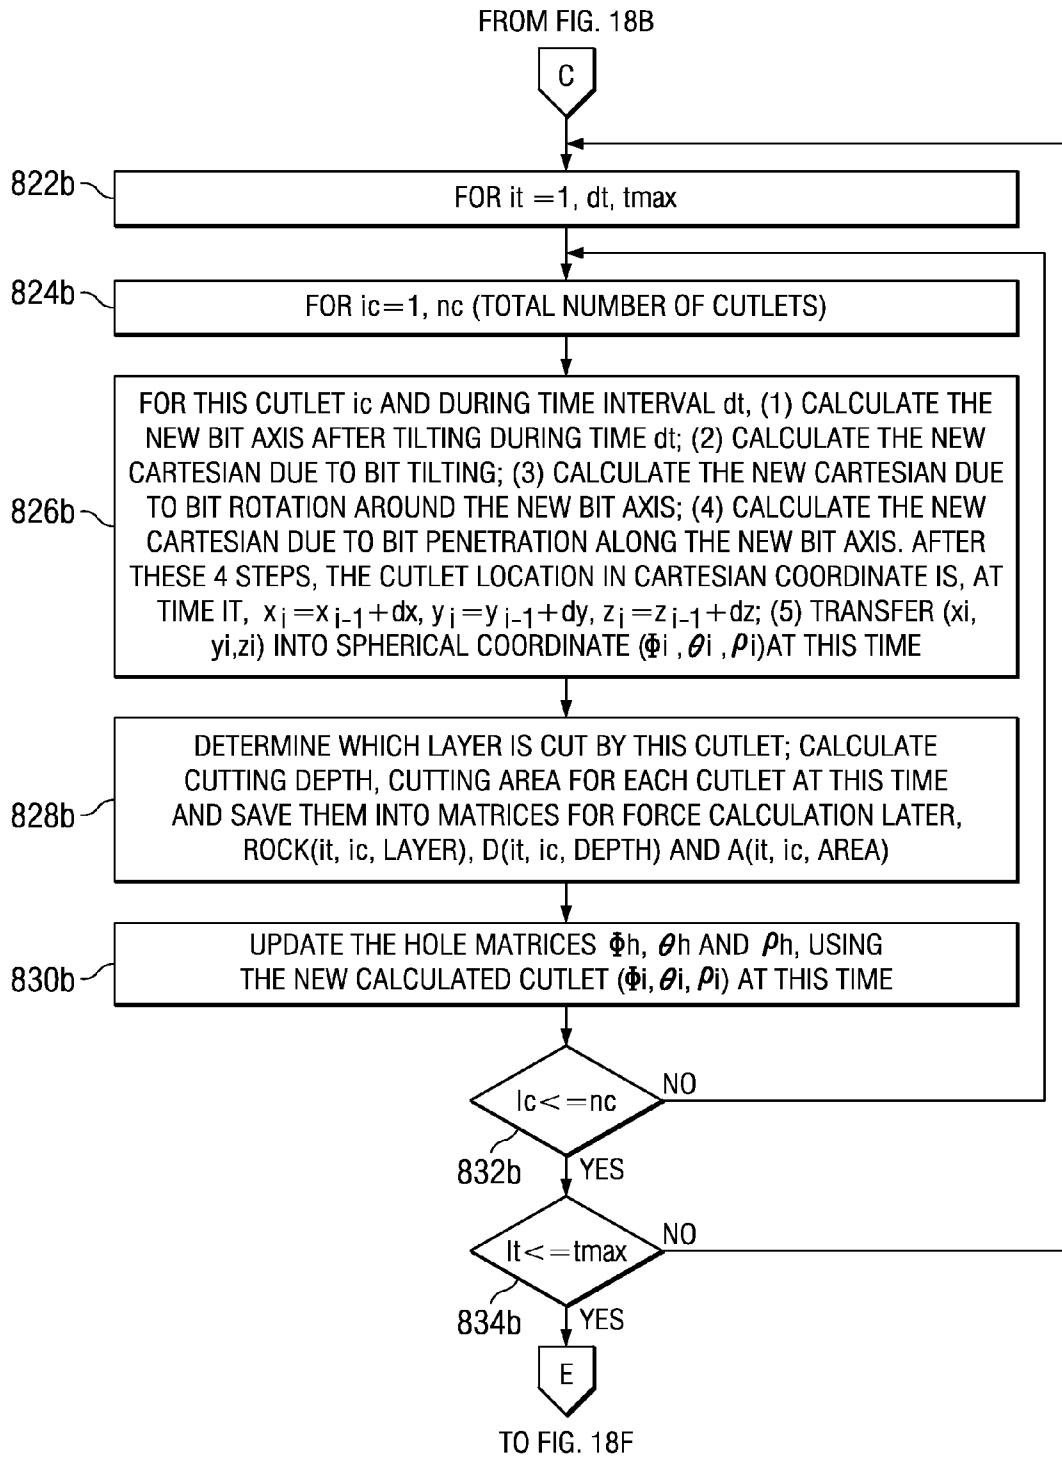 FROM FIG. 18B
C
822b
FOR it =1, dt, tmax
824b
FOR ic=1, nc (TOTAL NUMBER OF CUTLETS)
826b
FOR THIS CUTLET ic AND DURING TIME INTERVAL dt, (1) CALCULATE THE
NEW BIT AXIS AFTER TILTING DURING TIME dt; (2) CALCULATE THE NEW
CARTESIAN DUE TO BIT TILTING; (3) CALCULATE THE NEW CARTESIAN DUE
TO BIT ROTATION AROUND THE NEW BIT AXIS; (4) CALCULATE THE NEW
CARTESIAN DUE TO BIT PENETRATION ALONG THE NEW BIT AXIS. AFTER
THESE 4 STEPS, THE CUTLET LOCATION IN CARTESIAN COORDINATE IS, AT
TIME IT, x i =x i-1 +dx, y i =y i-1 +dy, z i =z i-1 +dz; (5) TRANSFER (xi,
yi,zi) INTO SPHERICAL COORDINATE (Φi ,θi ,ρi)AT THIS TIME
828b
DETERMINE WHICH LAYER IS CUT BY THIS CUTLET; CALCULATE
CUTTING DEPTH, CUTTING AREA FOR EACH CUTLET AT THIS TIME
AND SAVE THEM INTO MATRICES FOR FORCE CALCULATION LATER,
ROCK(it, ic, LAYER), D(it, ic, DEPTH) AND A(it, ic, AREA)
830b
UPDATE THE HOLE MATRICES Φh, θh AND ρh, USING
THE NEW CALCULATED CUTLET (Φi,θi,ρi) AT THIS TIME
Ic<=nc
NO
832b
YES
It<=tmax
NO
834b
YES
E
TO FIG. 18F